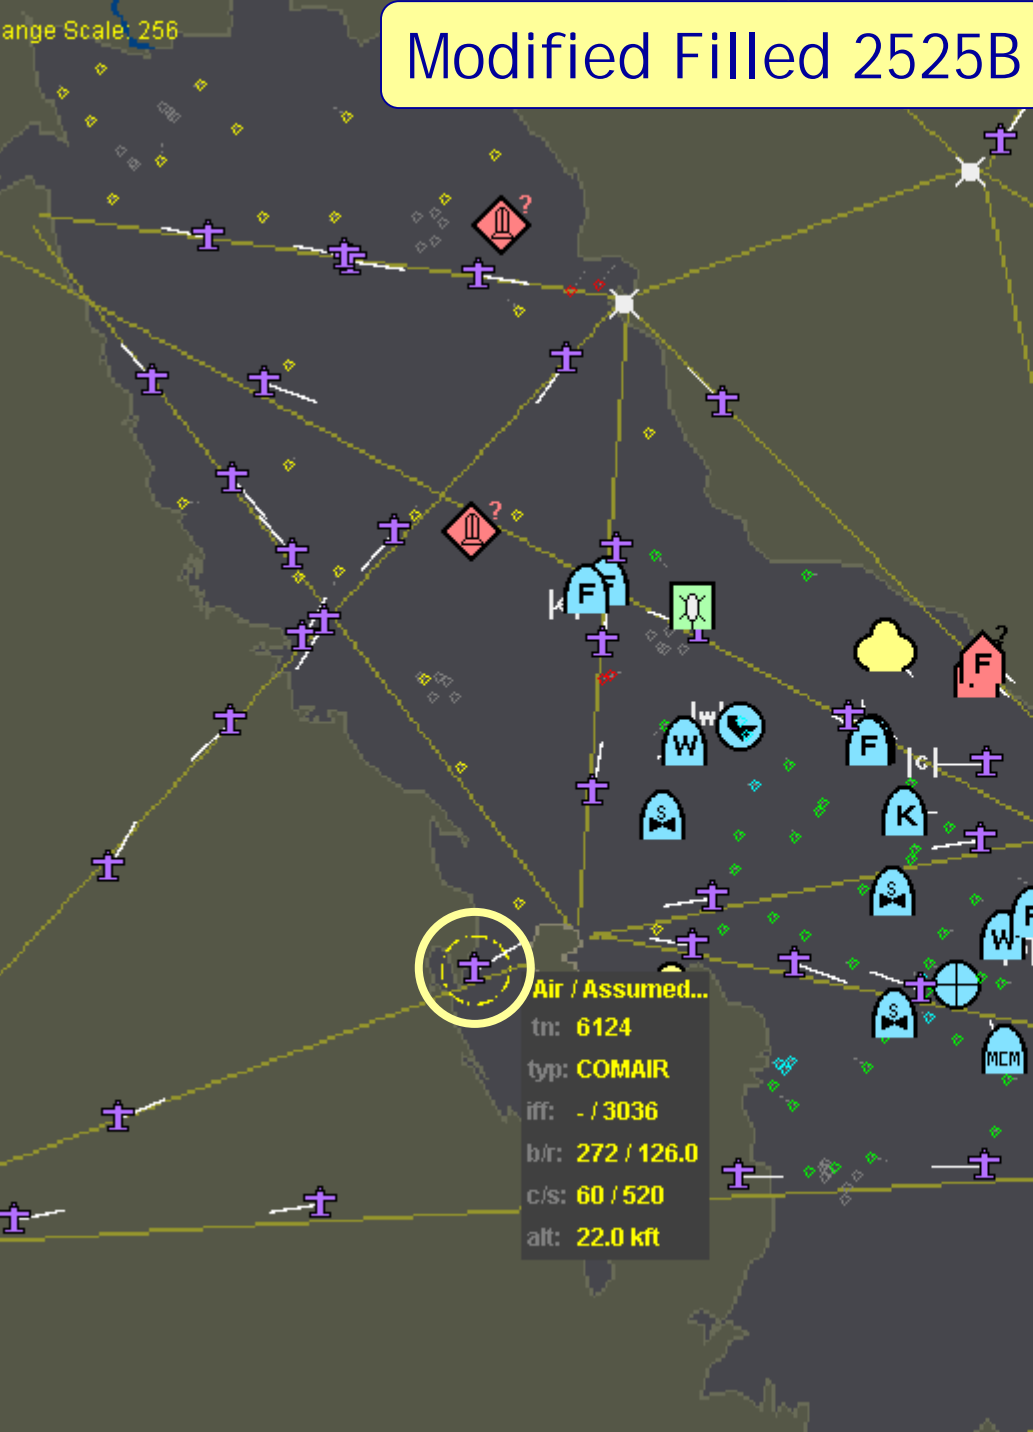 ange Scale: 256
Modified Filled 2525B
?
?
F
F
?
F
W
W
F
C
S
K
S
W
F
Air / Assumed...
tn: 6124
S
typ: COMAIR
MCM
iff: - / 3036
b/r: 272 / 126.0
c/s: 60 / 520
alt: 22.0 kft